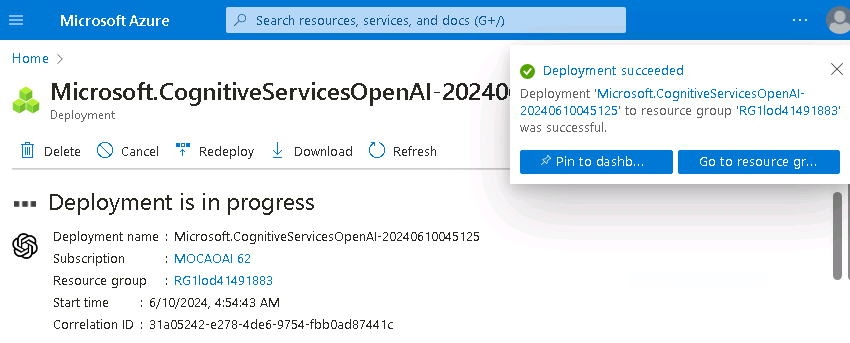 Microsoft Azure
Search resources, services, and docs (G+/)
...
Home >
Microsoft.CognitiveServicesOpenAI-20240
Deployment
Delete Cancel Redeploy Download Refresh
Deployment succeeded
Deployment 'Microsoft.CognitiveServicesOpenAI-
20240610045125' to resource group 'RG1lod41491883'
was successful.
Pin to dashb... Go to resource gr...
Deployment is in progress
Deployment name : Microsoft.CognitiveServicesOpenAI-20240610045125
Subscription : MOCAOAI 62
Resource group : RG1lod41491883
Start time : 6/10/2024, 4:54:43 AM
Correlation ID : 31a05242-e278-4de6-9754-fbb0ad87441c